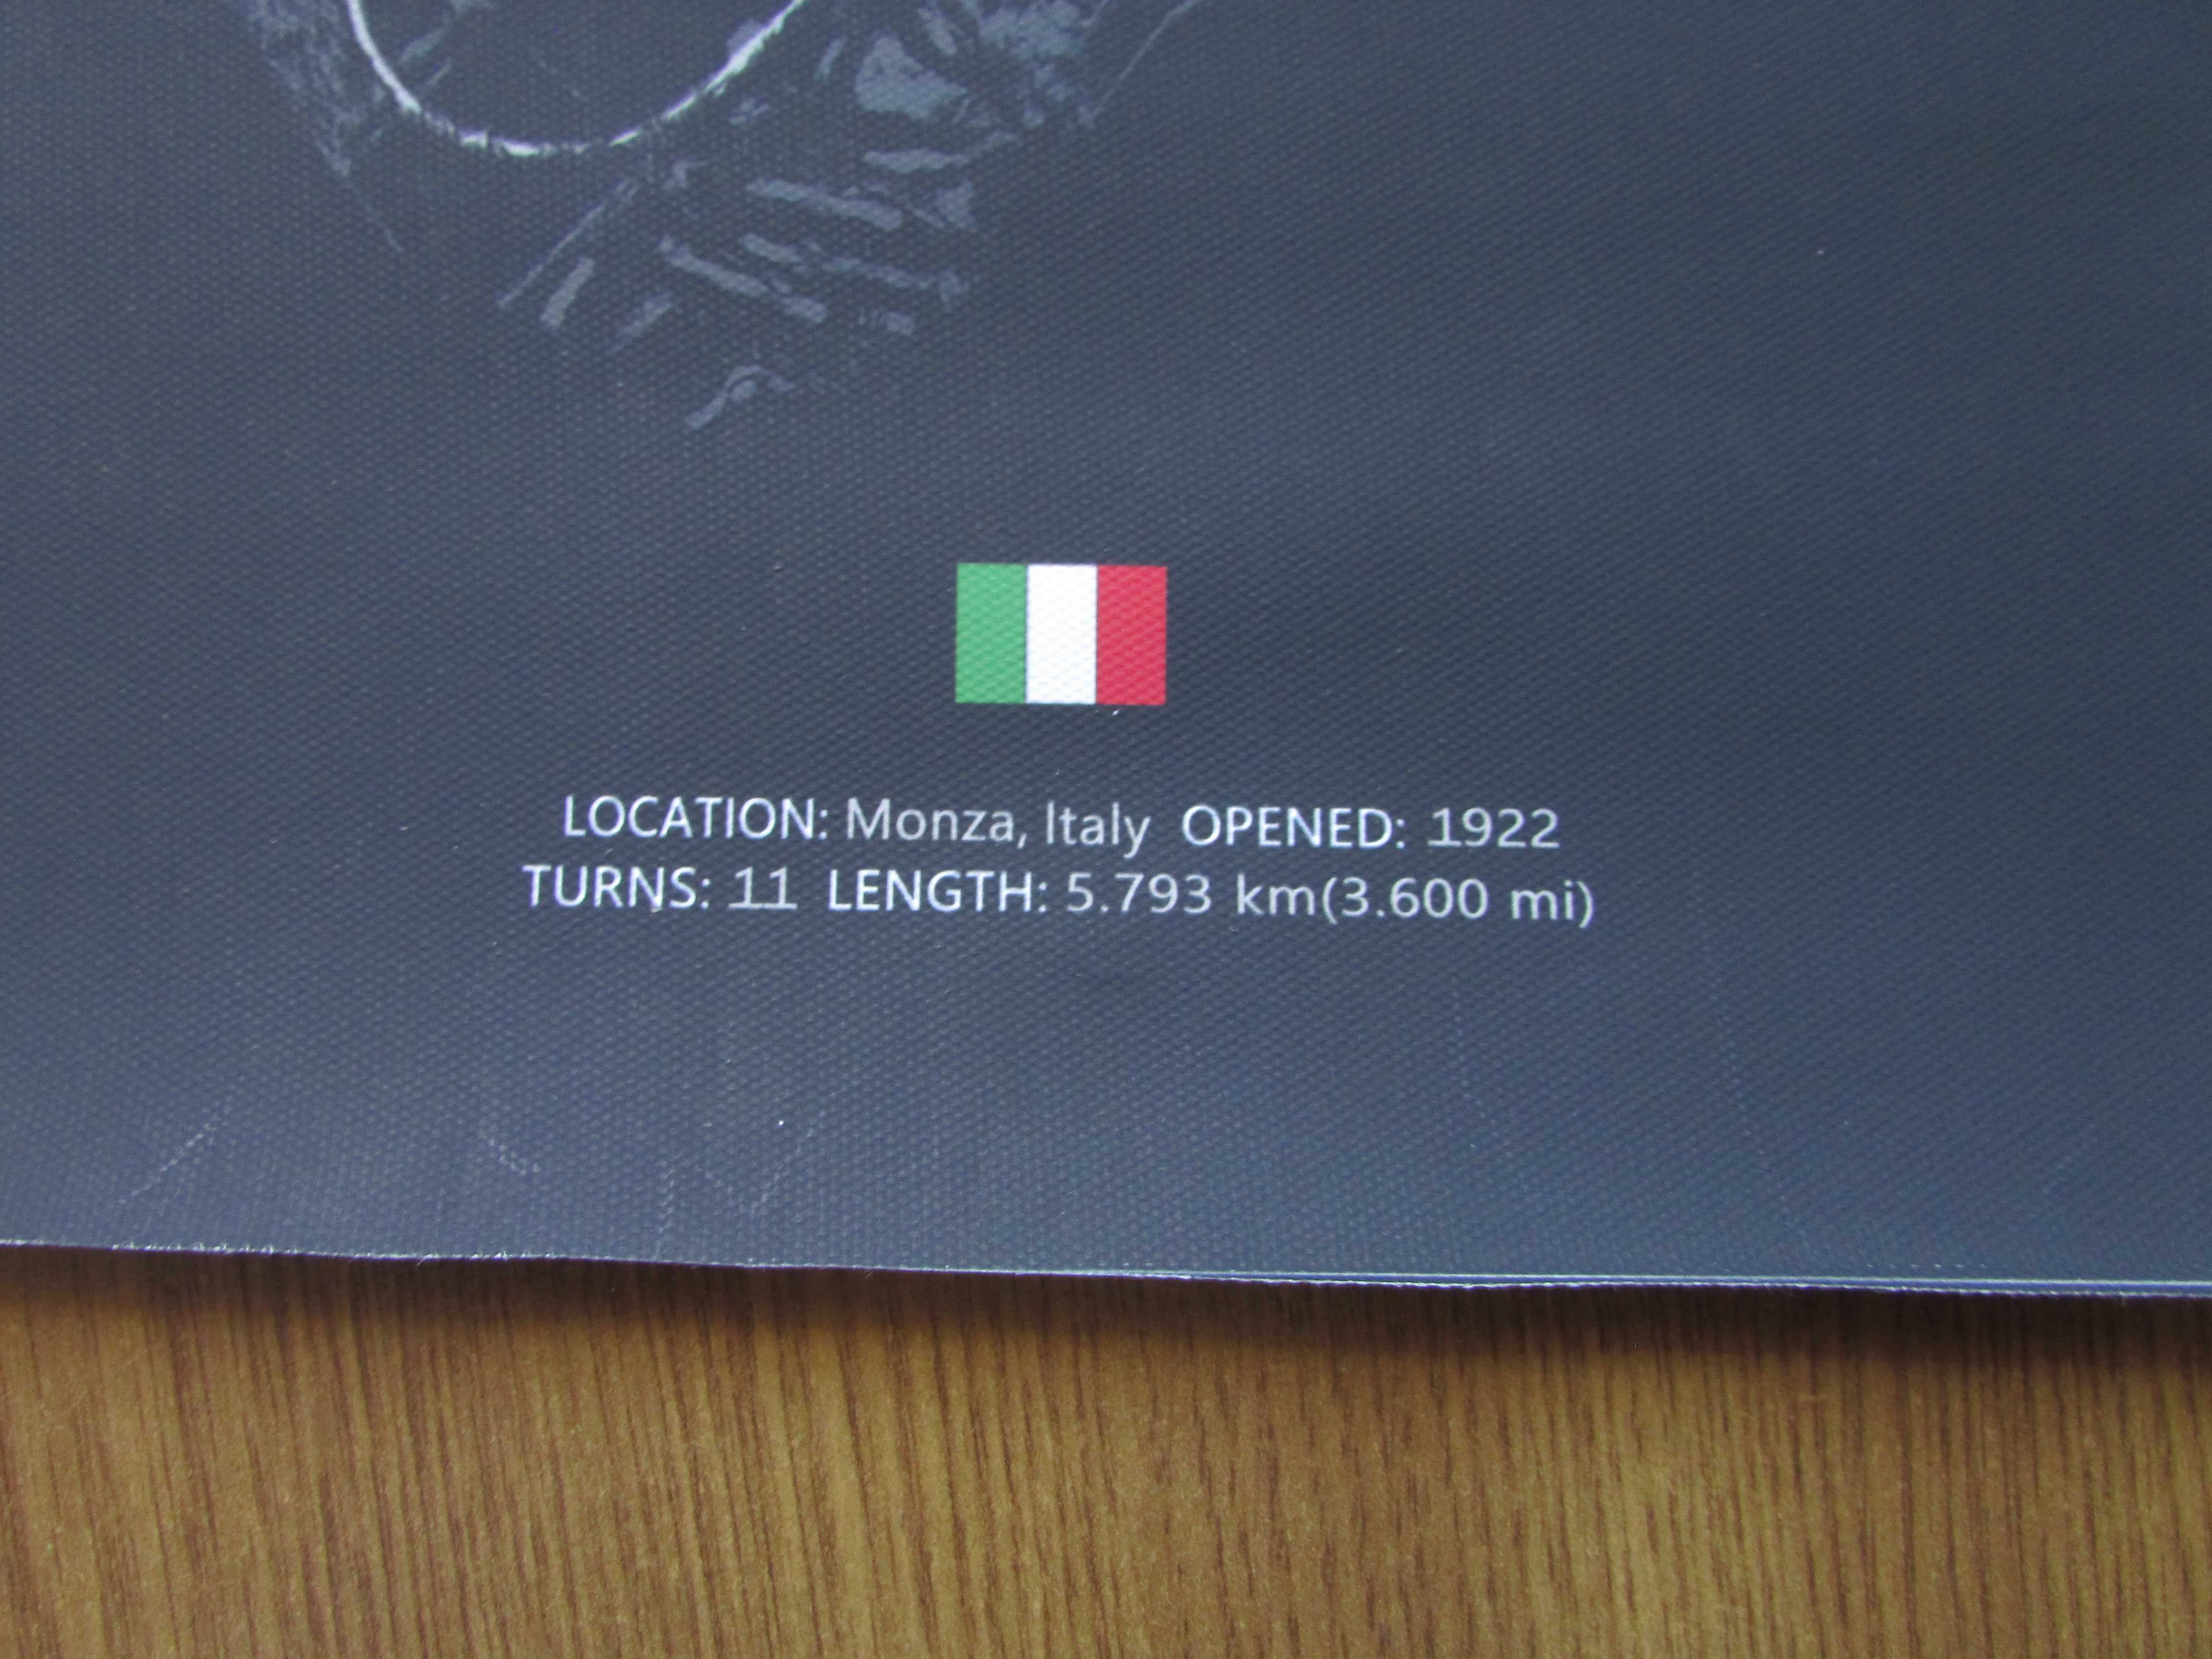 LOCATION: Monza, Italy OPENED: 1922
TURNS: 11 LENGTH: 5.793 km(3.600 mi)